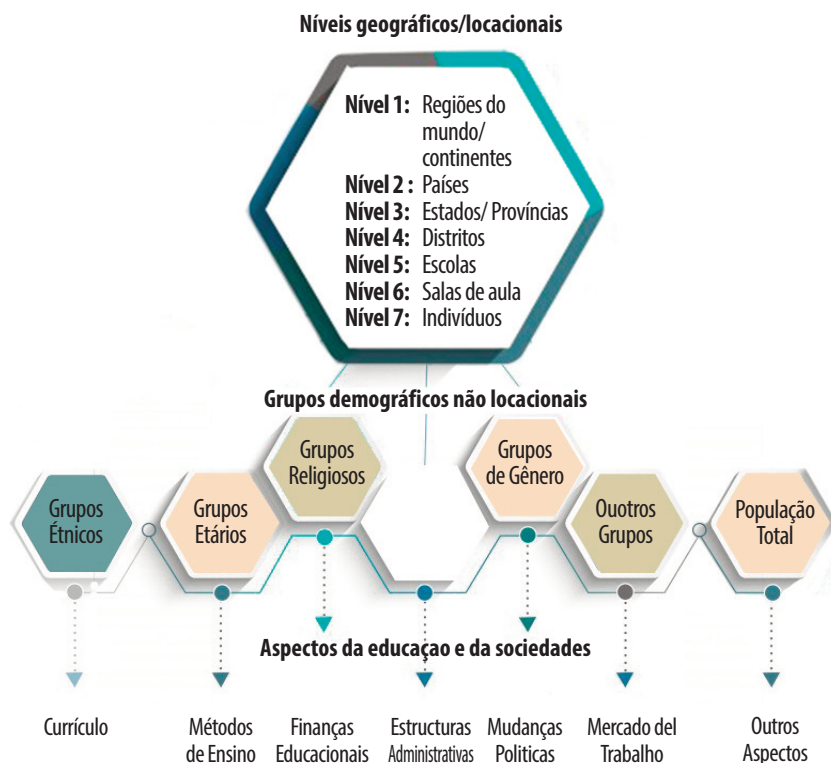 Níveis geográficos/locacionais
Nível 1: Regiões do
mundo/
continentes
Nível 2 : Países
Nível 3: Estados/ Províncias
Nível 4: Distritos
Nível 5: Escolas
Nível 6: Salas de aula
Nível 7: Indivíduos
Grupos demográficos não locacionais
Grupos
Étnicos
Grupos
Etários
Grupos
Religiosos
Grupos
de Gênero
Ouotros
Grupos
População
Total
Aspectos da educaçao e da sociedades
Currículo
Métodos
de Ensino
Finanças
Educacionais
Estructuras
Administrativas
Mudanças
Politicas
Mercado del
Trabalho
Outros
Aspectos